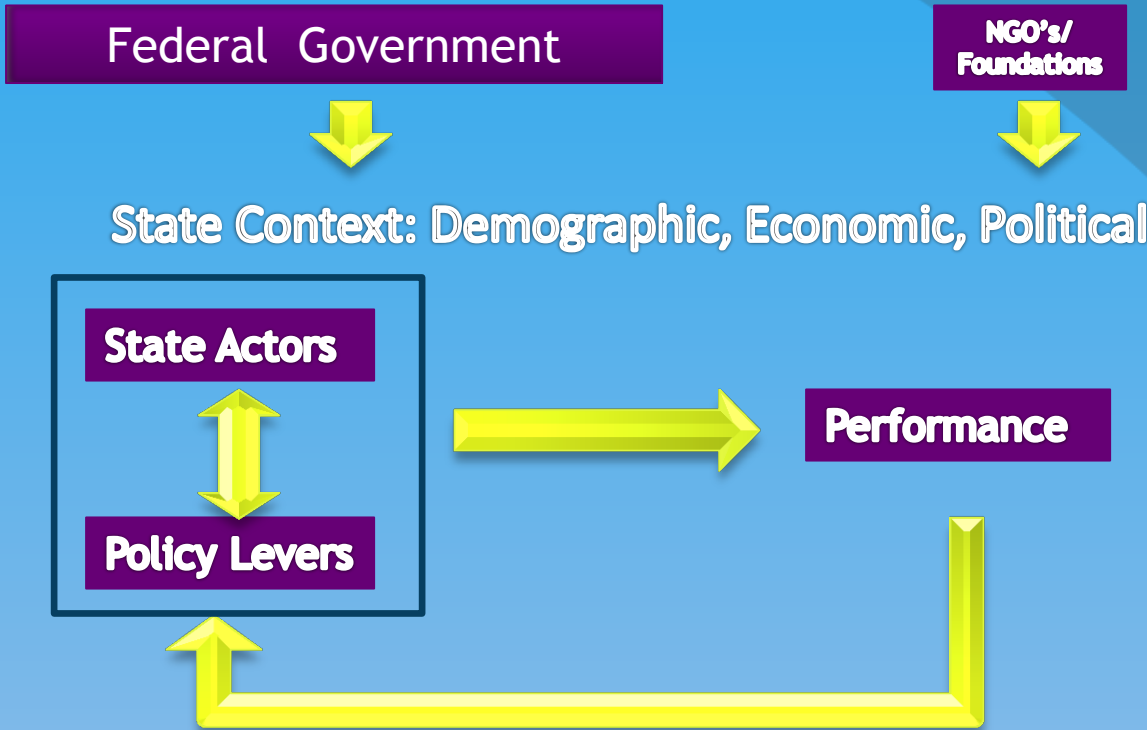 Federal Government
NGO's/
Foundations
State Context: Demographic, Economic, Political
State Actors
Performance
Policy Levers